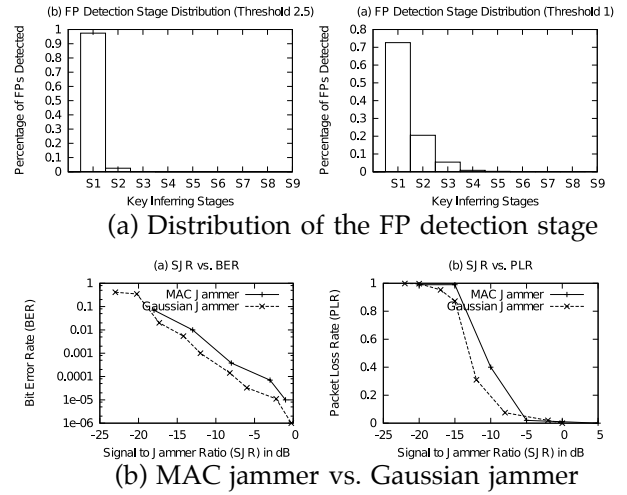 (b) FP Detection Stage Distribution (Threshold 2.5)
Percentage of FPs Detected
1
0.9
0.8
0.7
0.6
0.5
0.4
0.3
0.2
0.1
0
S1 S2 S3 S4 S5 S6 S7 S8 S9
Key Inferring Stages
(a) FP Detection Stage Distribution (Threshold 1)
Percentage of FPs Detected
0.8
0.7
0.6
0.5
0.4
0.3
0.2
0.1
0
S1 S2 S3 S4 S5 S6 S7 S8 S9
Key Inferring Stages
(a) Distribution of the FP detection stage
(a) SJR vs. BER
MAC Jammer
Gaussian Jammer
Bit Error Rate (BER)
1
0.1
0.01
0.001
0.0001
1e-05
1e-06
-25 -20 -15 -10 -5 0
Signal to Jammer Ratio (SJR) in dB
(b) SJR vs. PLR
MAC Jammer
Gaussian Jammer
Packet Loss Rate (PLR)
1
0.8
0.6
0.4
0.2
0
-25 -20 -15 -10 -5 0 5
Signal to Jammer Ratio (SJR) in dB
(b) MAC jammer vs. Gaussian jammer